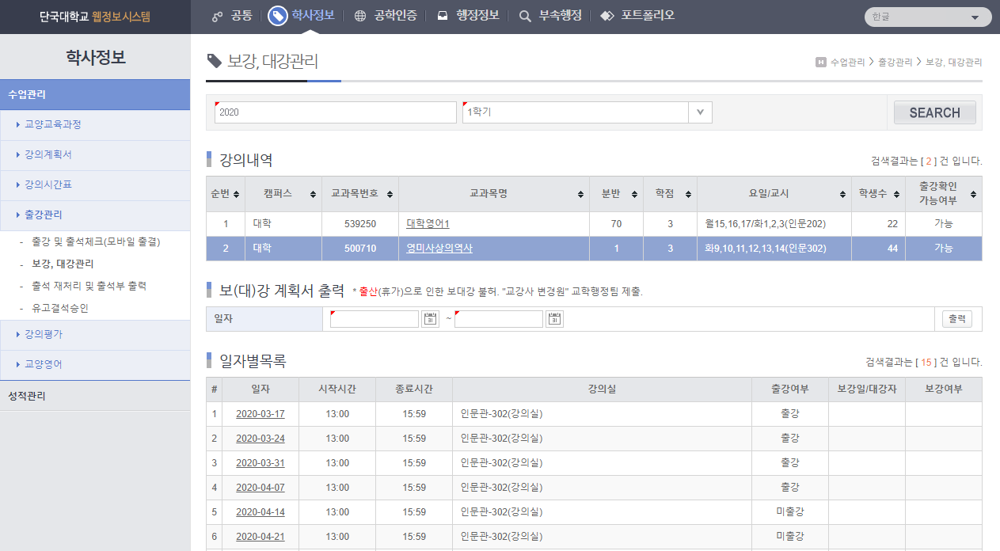 단국대학교 웹정보시스템 공통 학사정보 공학인증 행정정보 부속행정 포트폴리오 한글
학사정보
수업관리
교양교육과정
강의계획서
강의시간표
출강관리
- 출강 및 출석체크(모바일 출결)
- 보강, 대강관리
- 출석 재처리 및 출석부 출력
- 유고결석승인
강의평가
교양영어
성적관리
보강, 대강관리
H 수업관리 > 출강관리 > 보강, 대강관리
2020 1학기 SEARCH
강의내역 검색결과는 [ 2 ] 건 입니다.
순번 캠퍼스 교과목번호 교과목명 분반 학점 요일/교시 학생수 출강확인 가능여부
1 대학 539250 대학영어1 70 3 월15,16,17/화1,2,3(인문202) 22 가능
2 대학 500710 영미사상의역사 1 3 화9,10,11,12,13,14(인문302) 44 가능
보(대)강 계획서 출력 * 출산(휴가)으로 인한 보대강 불허. "교강사 변경원" 교학행정팀 제출.
일자 31 ~ 31 출력
일자별목록 검색결과는 [ 15 ] 건 입니다.
# 일자 시작시간 종료시간 강의실 출강여부 보강일/대강자 보강여부
1 2020-03-17 13:00 15:59 인문관-302(강의실) 출강
2 2020-03-24 13:00 15:59 인문관-302(강의실) 출강
3 2020-03-31 13:00 15:59 인문관-302(강의실) 출강
4 2020-04-07 13:00 15:59 인문관-302(강의실) 출강
5 2020-04-14 13:00 15:59 인문관-302(강의실) 미출강
6 2020-04-21 13:00 15:59 인문관-302(강의실) 미출강